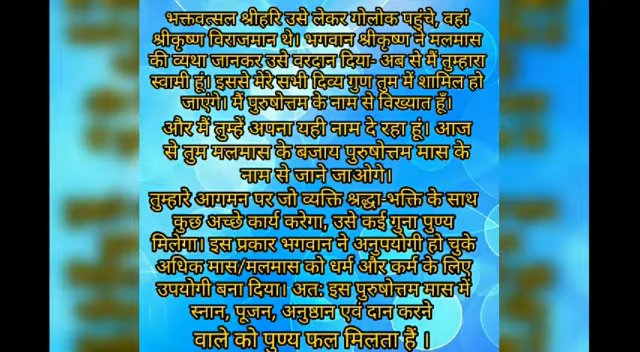 भक्तवत्सल श्रीहरि उसे लेकर गोलोक पहुंचे, वहां
श्रीकृष्ण विराजमान थे। भगवान श्रीकृष्ण ने मलमास
की व्यथा जानकर उसे वरदान दिया- अब से मैं तुम्हारा
स्वामी हूं। इससे मेरे सभी दिव्य गुण तुम में शामिल हो
जाएंगे। मैं पुरुषोत्तम के नाम से विख्यात हूँ।
और मैं तुम्हें अपना यही नाम दे रहा हूं। आज
से तुम मलमास के बजाय पुरुषोत्तम मास के
नाम से जाने जाओगे।
तुम्हारे आगमन पर जो व्यक्ति श्रद्धा-भक्ति के साथ
कुछ अच्छे कार्य करेगा, उसे कई गुना पुण्य
मिलेगा। इस प्रकार भगवान ने अनुपयोगी हो चुके
अधिक मास/मलमास को धर्म और कर्म के लिए
उपयोगी बना दिया। अत: इस पुरुषोत्तम मास में
स्नान, पूजन, अनुष्ठान एवं दान करने
वाले को पुण्य फल मिलता हैं ।